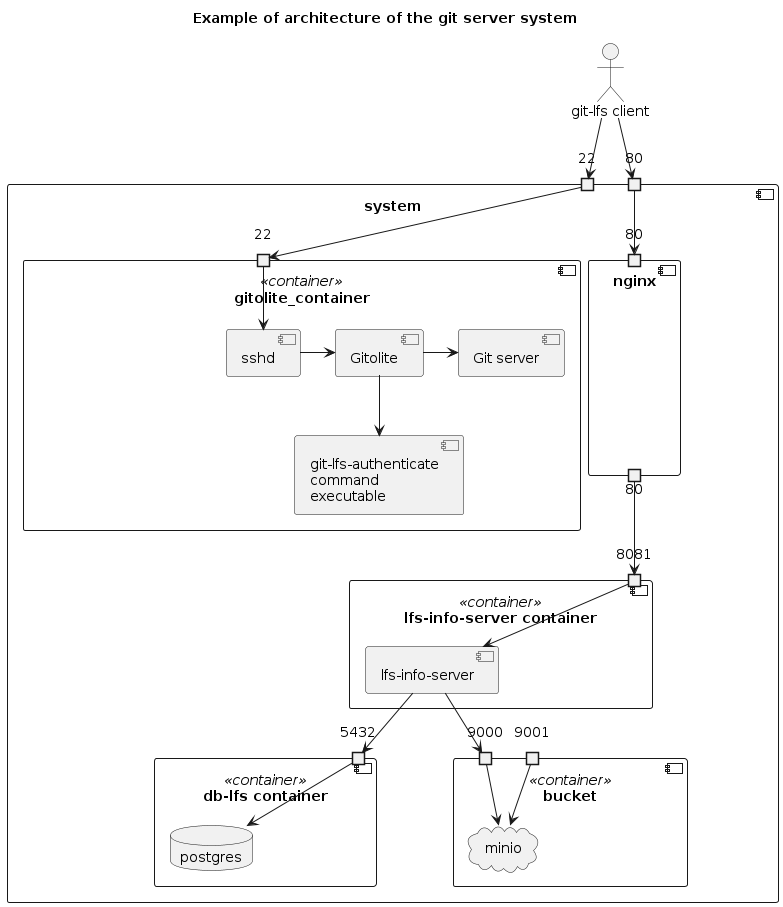 Example of architecture of the git server system
git-lfs client
22
80
system
22
80
«container»
gitolite_container
nginx
sshd
Gitolite
Git server
git-lfs-authenticate
command
executable
80
8081
«container»
lfs-info-server container
lfs-info-server
5432
9000
9001
«container»
db-lfs container
«container»
bucket
postgres
minio